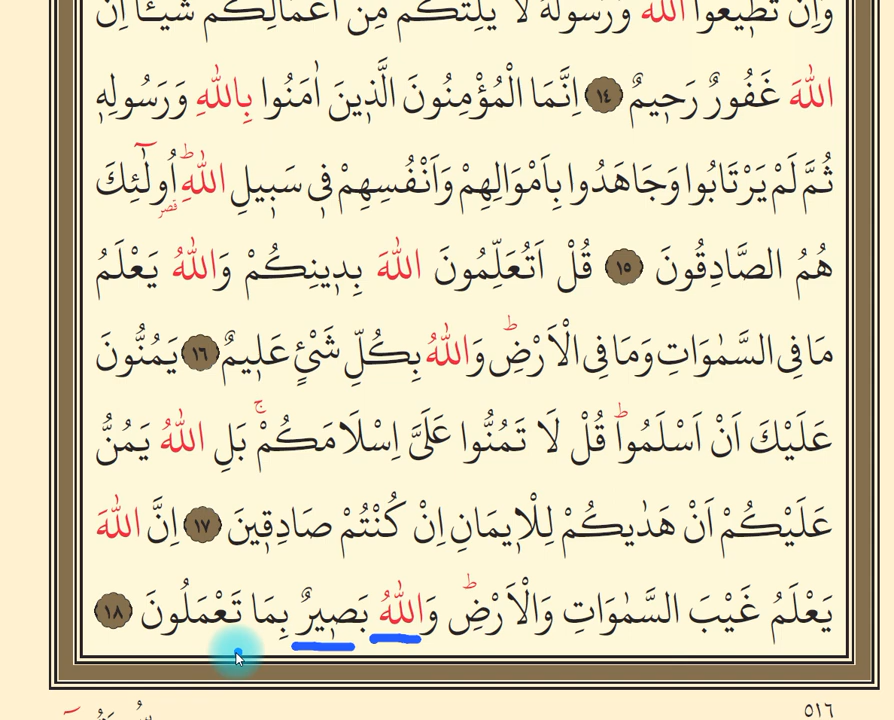 وَاِنْ تُطٖيعُوا اللّٰهَ وَرَسُولَهُ لَا يَلِتْكُمْ مِنْ اَعْمَالِكُمْ شَيْـًٔا اِنَّ
اللّٰهَ غَفُورٌ رَحٖيمٌ ١٤ اِنَّمَا الْمُؤْمِنُونَ الَّذٖينَ اٰمَنُوا بِاللّٰهِ وَرَسُولِهٖ
ثُمَّ لَمْ يَرْتَابُوا وَجَاهَدُوا بِاَمْوَالِهِمْ وَاَنْفُسِهِمْ فٖى سَبٖيلِ اللّٰهِؕ اُو۬لٰٓئِكَ
قصر
هُمُ الصَّادِقُونَ ١٥ قُلْ اَتُعَلِّمُونَ اللّٰهَ بِدٖينِكُمْ وَاللّٰهُ يَعْلَمُ
مَا فِى السَّمٰوَاتِ وَمَا فِى الْاَرْضِؕ وَاللّٰهُ بِكُلِّ شَىْءٍ عَلٖيمٌ ١٦ يَمُنُّونَ
عَلَيْكَ اَنْ اَسْلَمُواؕ قُلْ لَا تَمُنُّوا عَلَىَّ اِسْلَامَكُمْۚ بَلِ اللّٰهُ يَمُنُّ
عَلَيْكُمْ اَنْ هَدٰيكُمْ لِلْاٖيمَانِ اِنْ كُنْتُمْ صَادِقٖينَ ١٧ اِنَّ اللّٰهَ
يَعْلَمُ غَيْبَ السَّمٰوَاتِ وَالْاَرْضِؕ وَاللّٰهُ بَصٖيرٌ بِمَا تَعْمَلُونَ ١٨
٥١٦